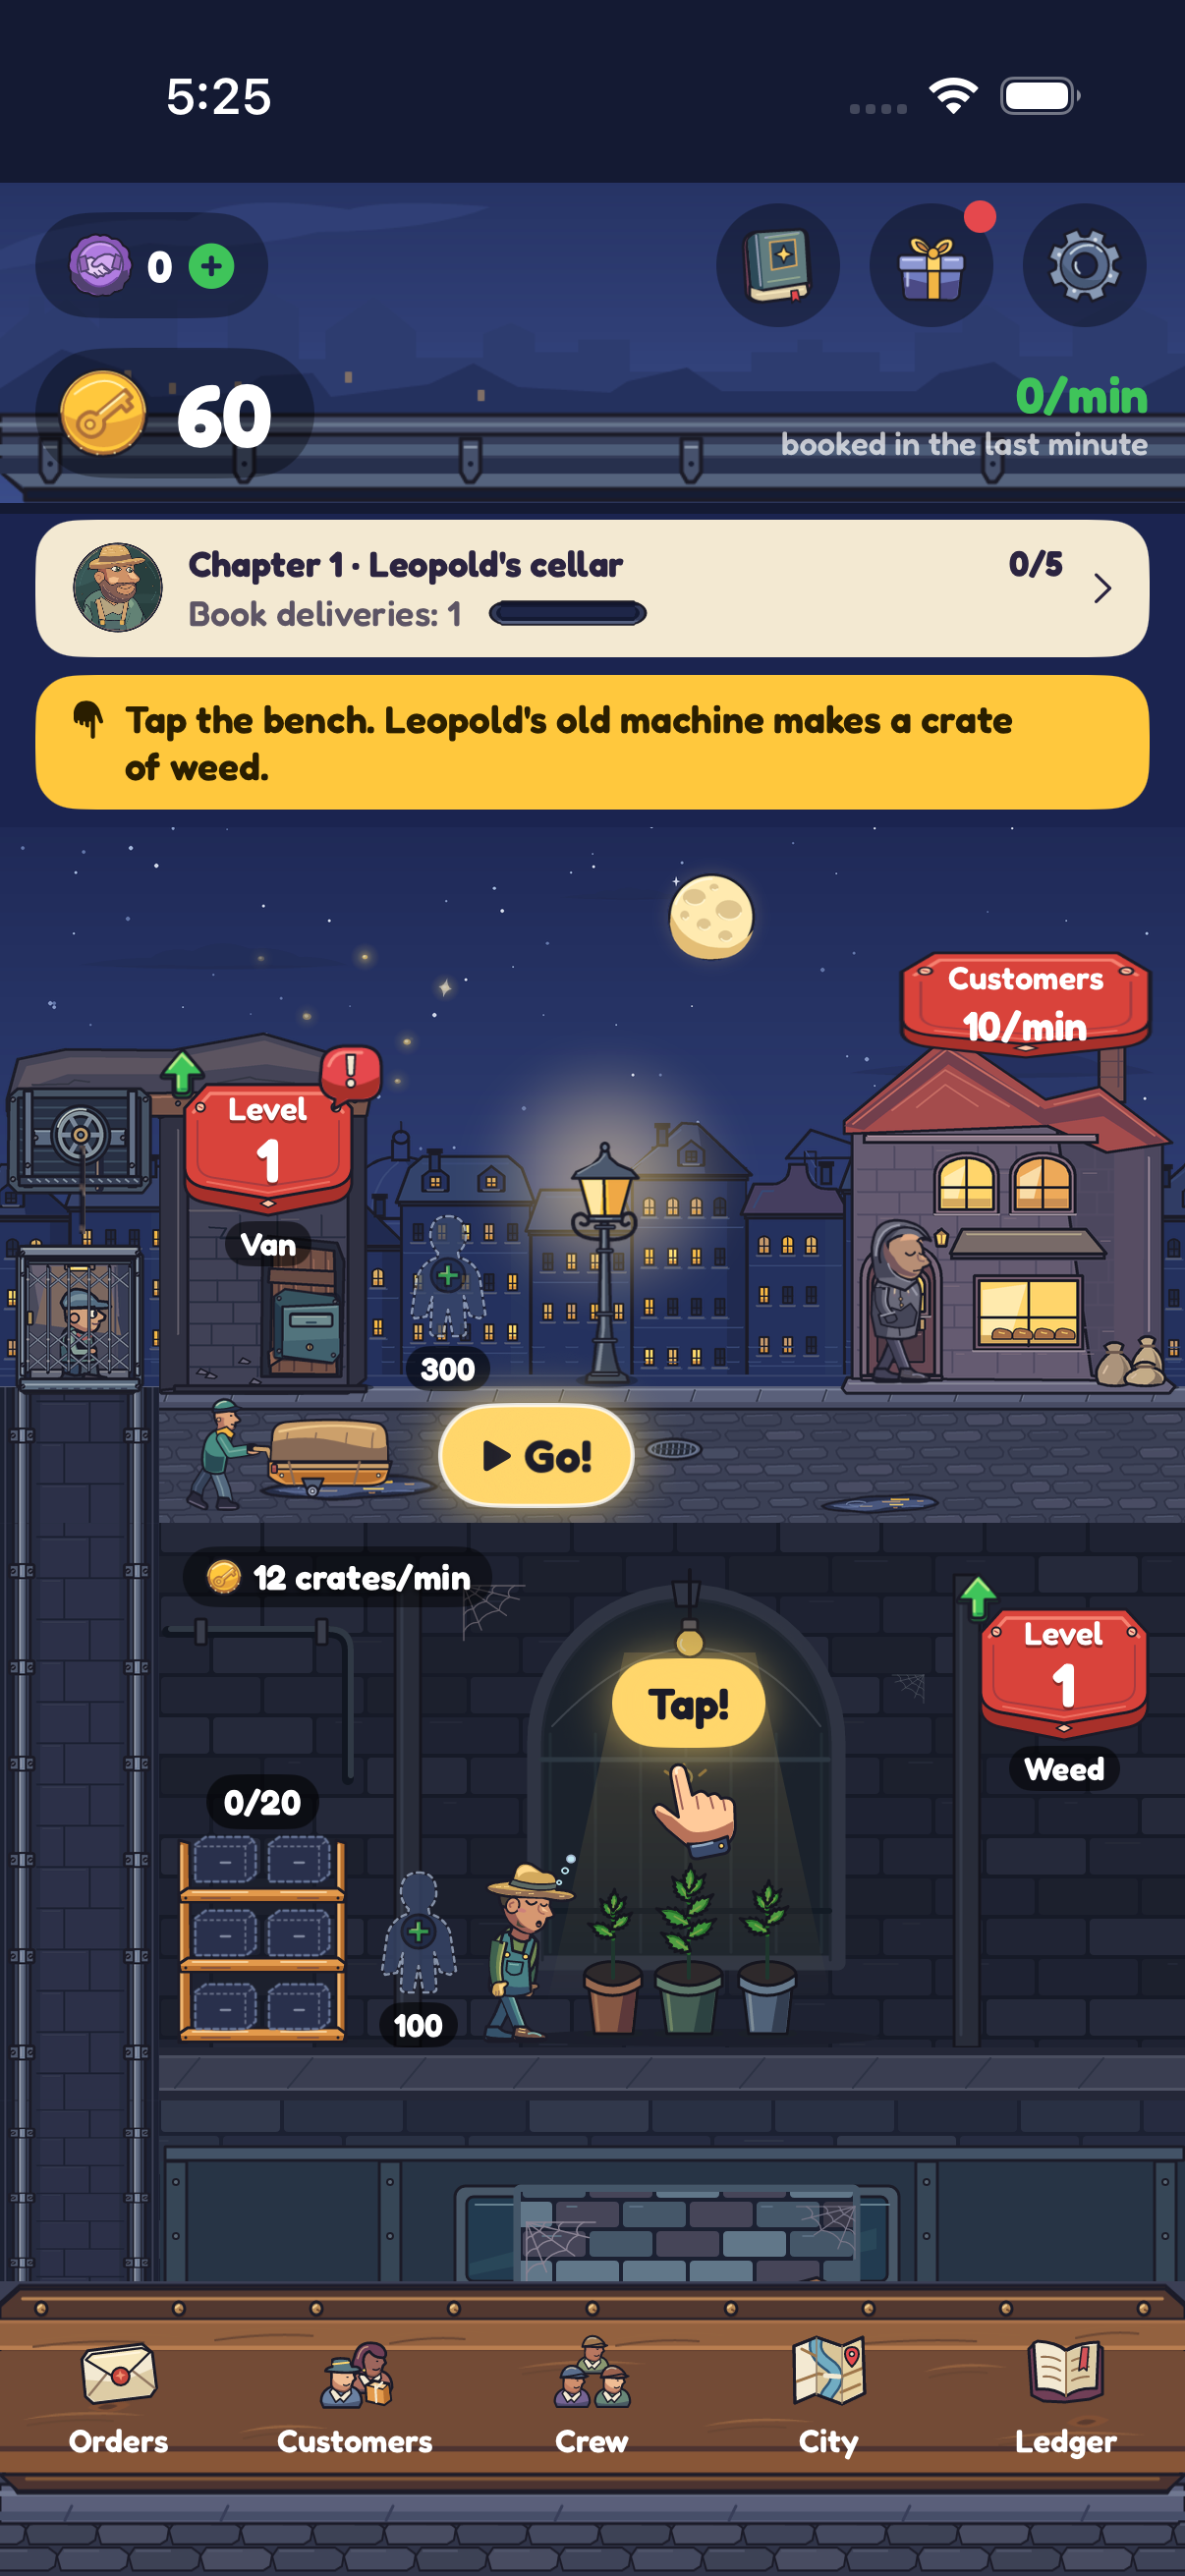 5:25
0
60
0/min
booked in the last minute
Chapter 1 · Leopold's cellar
0/5
Book deliveries: 1
Tap the bench. Leopold's old machine makes a crate
of weed.
Customers
10/min
Level
1
Van
300
Go!
12 crates/min
Tap!
Level
1
Weed
0/20
100
Orders
Customers
Crew
City
Ledger